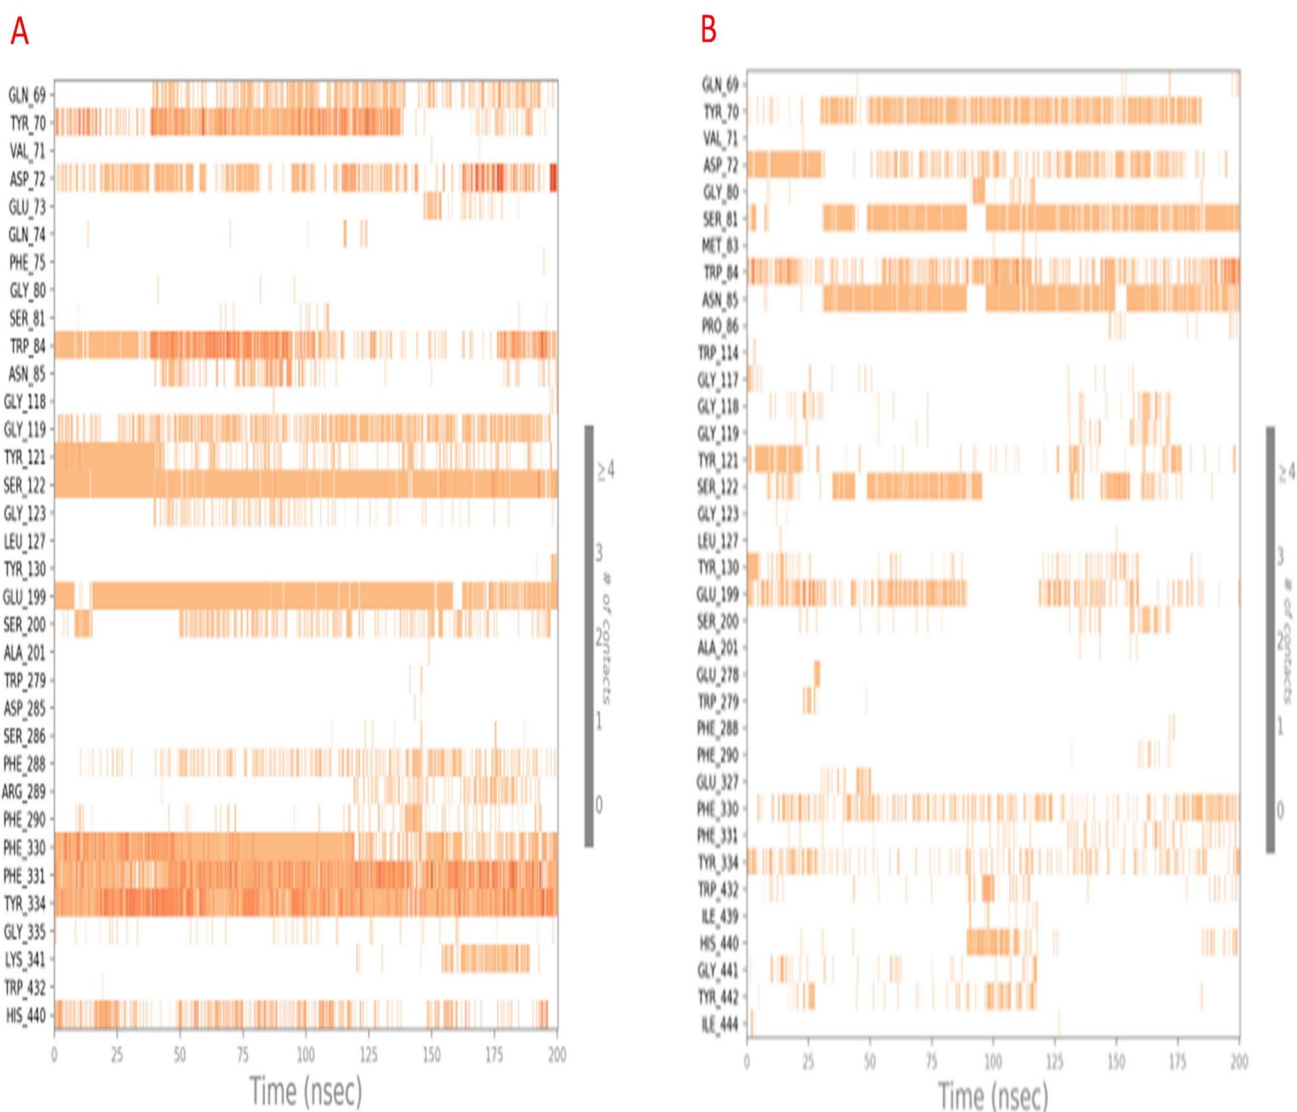 A
GLN_69
TYR_70
VAL_71
ASP_72
GLU_73
GLN_74
PHE_75
GLY_80
SER_81
TRP_84
ASN_85
GLY_118
GLY_119
TYR_121
SER_122
GLY_123
LEU_127
TYR_130
GLU_199
SER_200
ALA_201
TRP_279
ASP_285
SER_286
PHE_288
ARG_289
PHE_290
PHE_330
PHE_331
TYR_334
GLY_335
LYS_341
TRP_432
HIS_440
0 25 50 75 100 125 150 175 200
Time (nsec)
≥4
3
2
1
0
# of contacts
B
GLN_69
TYR_70
VAL_71
ASP_72
GLY_80
SER_81
MET_83
TRP_84
ASN_85
PRO_86
TRP_114
GLY_117
GLY_118
GLY_119
TYR_121
SER_122
GLY_123
LEU_127
TYR_130
GLU_199
SER_200
ALA_201
GLU_278
TRP_279
PHE_288
PHE_290
GLU_327
PHE_330
PHE_331
TYR_334
TRP_432
ILE_439
HIS_440
GLY_441
TYR_442
ILE_444
0 25 50 75 100 125 150 175 200
Time (nsec)
≥4
3
2
1
0
# of contacts